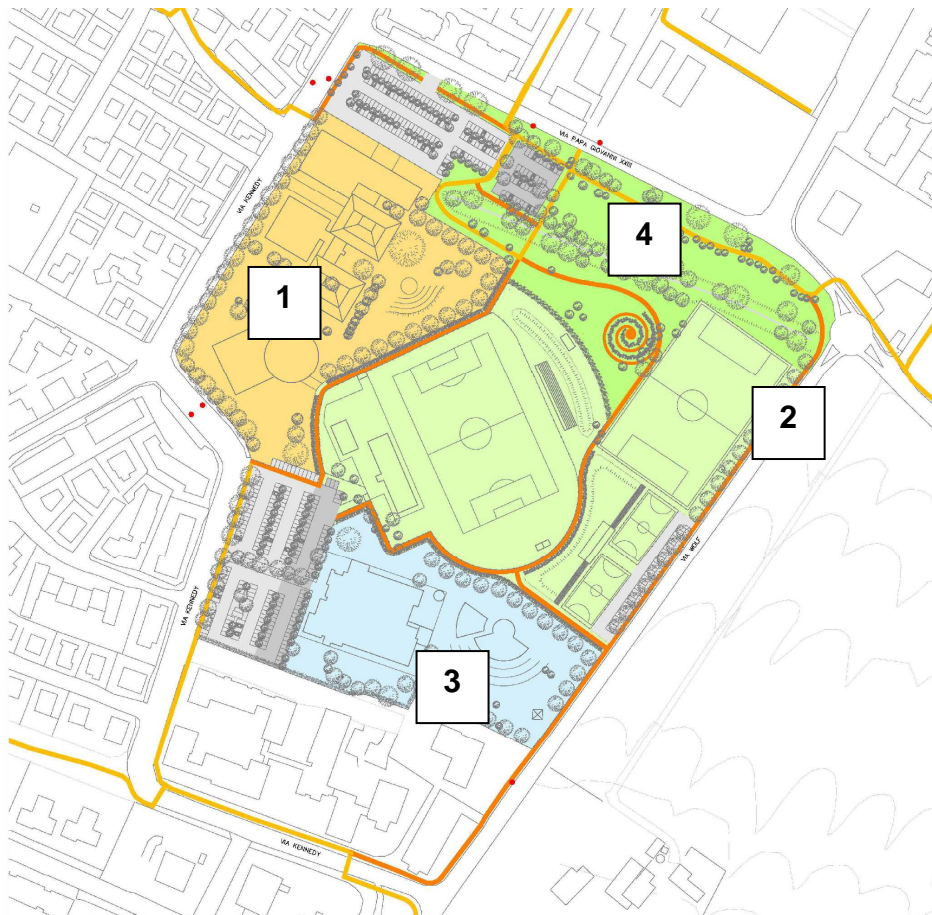 VIA PAPA GIOVANNI XXIII
VIA KENNEDY
4
1
2
VIA WOLF
VIA KENNEDY
3
VIA KENNEDY